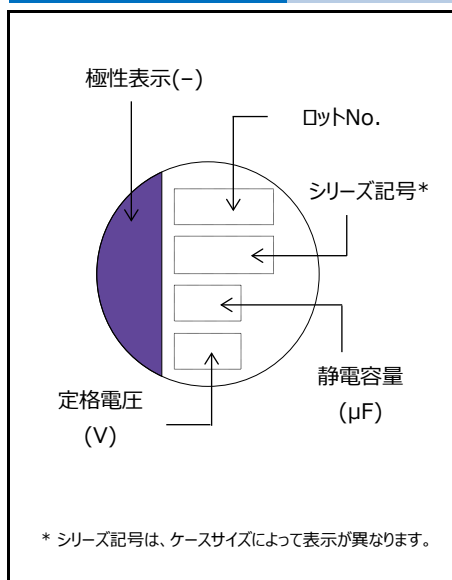 極性表示(−)
ロットNo.
シリーズ記号*
静電容量
(μF)
定格電圧
(V)
* シリーズ記号は、ケースサイズによって表示が異なります。